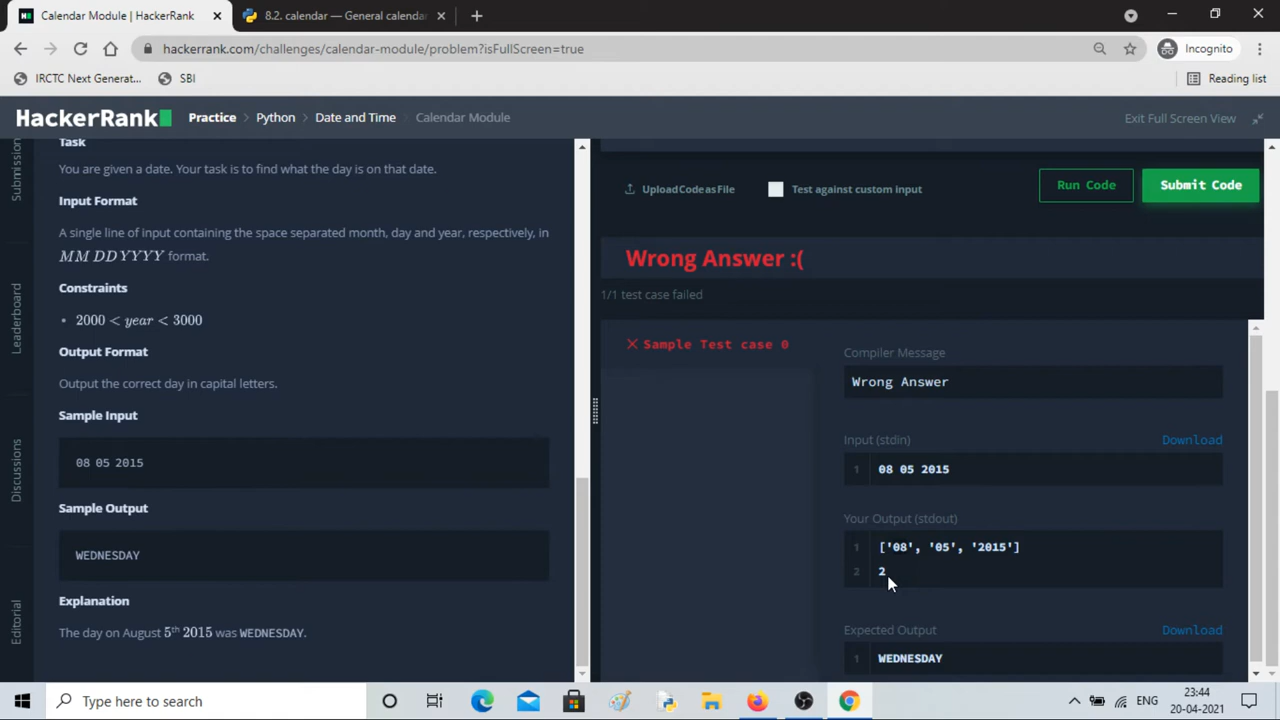 Calendar Module | HackerRank
8.2. calendar — General calendar
hackerrank.com/challenges/calendar-module/problem?isFullScreen=true
Incognito
IRCTC Next Generat...
SBI
Reading list
HackerRank
Practice > Python > Date and Time > Calendar Module
Exit Full Screen View
Submission
Leaderboard
Discussions
Editorial
Task
You are given a date. Your task is to find what the day is on that date.
Input Format
A single line of input containing the space separated month, day and year, respectively, in
MM DD YYYY format.
Constraints
• 2000 < year < 3000
Output Format
Output the correct day in capital letters.
Sample Input
08 05 2015
Sample Output
WEDNESDAY
Explanation
The day on August 5th 2015 was WEDNESDAY.
Upload Code as File
Test against custom input
Run Code
Submit Code
Wrong Answer :(
1/1 test case failed
Sample Test case 0
Compiler Message
Wrong Answer
Input (stdin)
Download
1 08 05 2015
Your Output (stdout)
1 ['08', '05', '2015']
2 2
Expected Output
Download
1 WEDNESDAY
Type here to search
ENG
23:44
20-04-2021